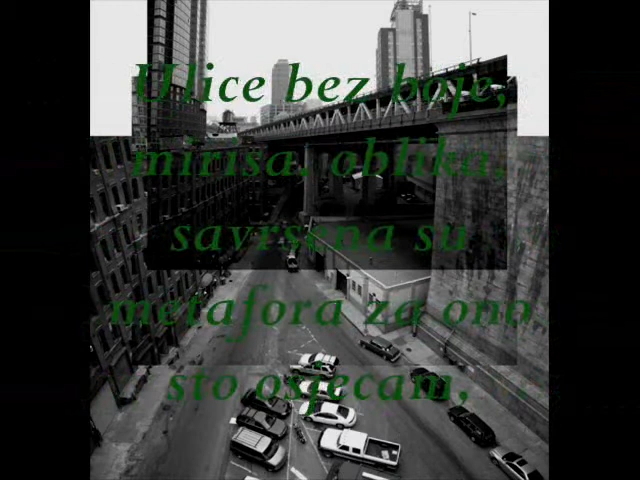 Ulice bez boje,
mirisa, oblika,
savrsena su
metafora za ono
sto osjecam,